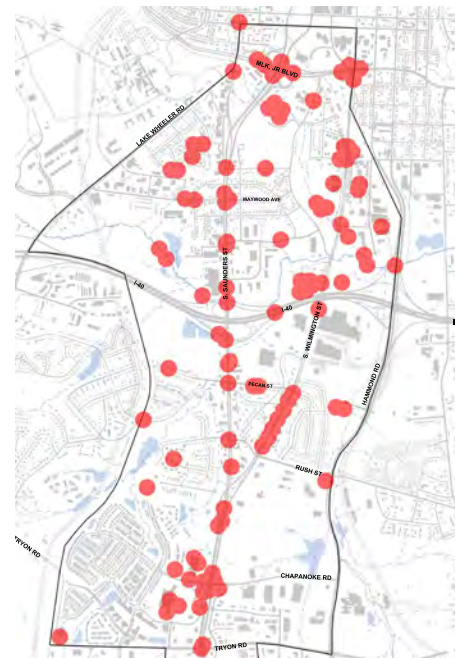 MLK, JR.BLVD
LAKE WHEELER RD
MAYWOOD AVE
S. SAUNDERS ST
I-40
I-40
S. WILMINGTON ST
HAMMOND RD
PECAN ST
RUSH ST
TRYON RD
CHAPANOKE RD
TRYON RD